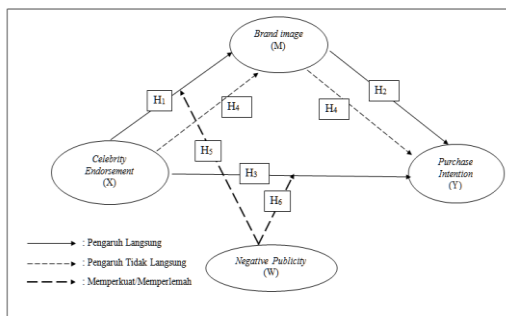 Brand image
(M)
H1
H2
H4
H4
H5
Celebrity
Endorsement
(X)
H3
Purchase
Intention
(Y)
H6
: Pengaruh Langsung
: Pengaruh Tidak Langsung
: Memperkuat/Memperlemah
Negative Publicity
(W)